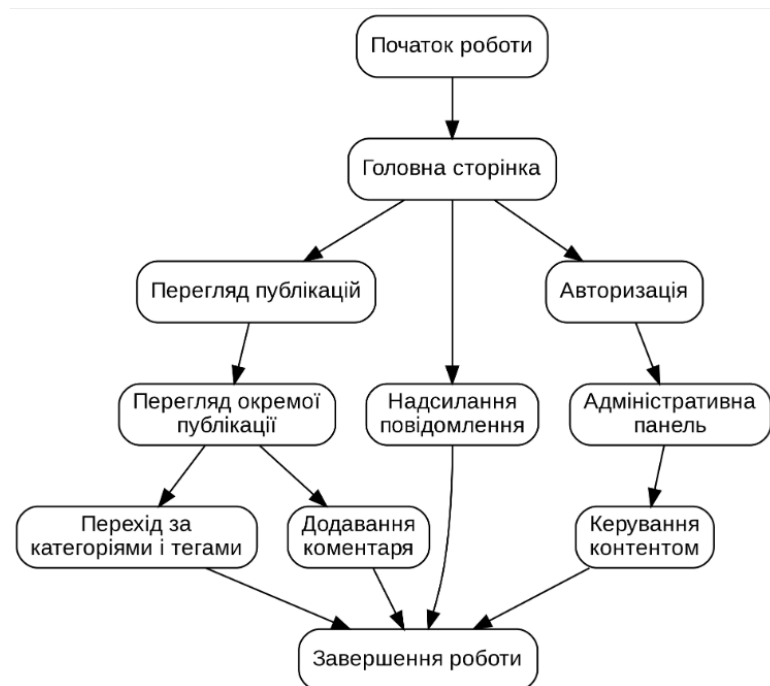 Початок роботи
Головна сторінка
Перегляд публікацій
Авторизація
Перегляд окремої
публікації
Надсилання
повідомлення
Адміністративна
панель
Перехід за
категоріями і тегами
Додавання
коментаря
Керування
контентом
Завершення роботи